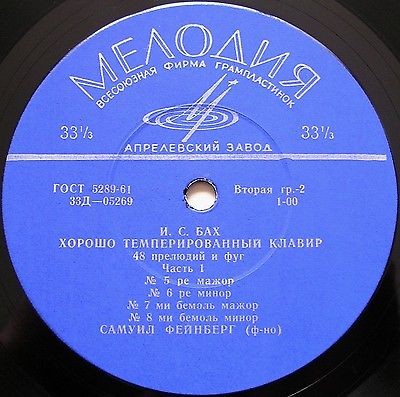 МЕЛОДИЯ
ВСЕСОЮЗНАЯ ФИРМА ГРАМПЛАСТИНОК
33⅓ 33⅓
АПРЕЛЕВСКИЙ ЗАВОД
ГОСТ 5289-61 Вторая гр.-2
33Д—05269 1-00
И. С. БАХ
ХОРОШО ТЕМПЕРИРОВАННЫЙ КЛАВИР
48 прелюдий и фуг
Часть I
№ 5 ре мажор
№ 6 ре минор
№ 7 ми бемоль мажор
№ 8 ми бемоль минор
САМУИЛ ФЕЙНБЕРГ (ф-но)